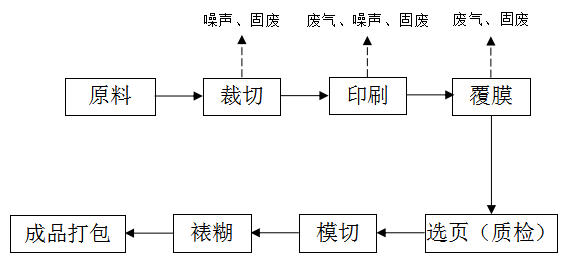 噪声、固废
废气、噪声、固废
废气、固废
原料
裁切
印刷
覆膜
成品打包
裱糊
模切
选页（质检）